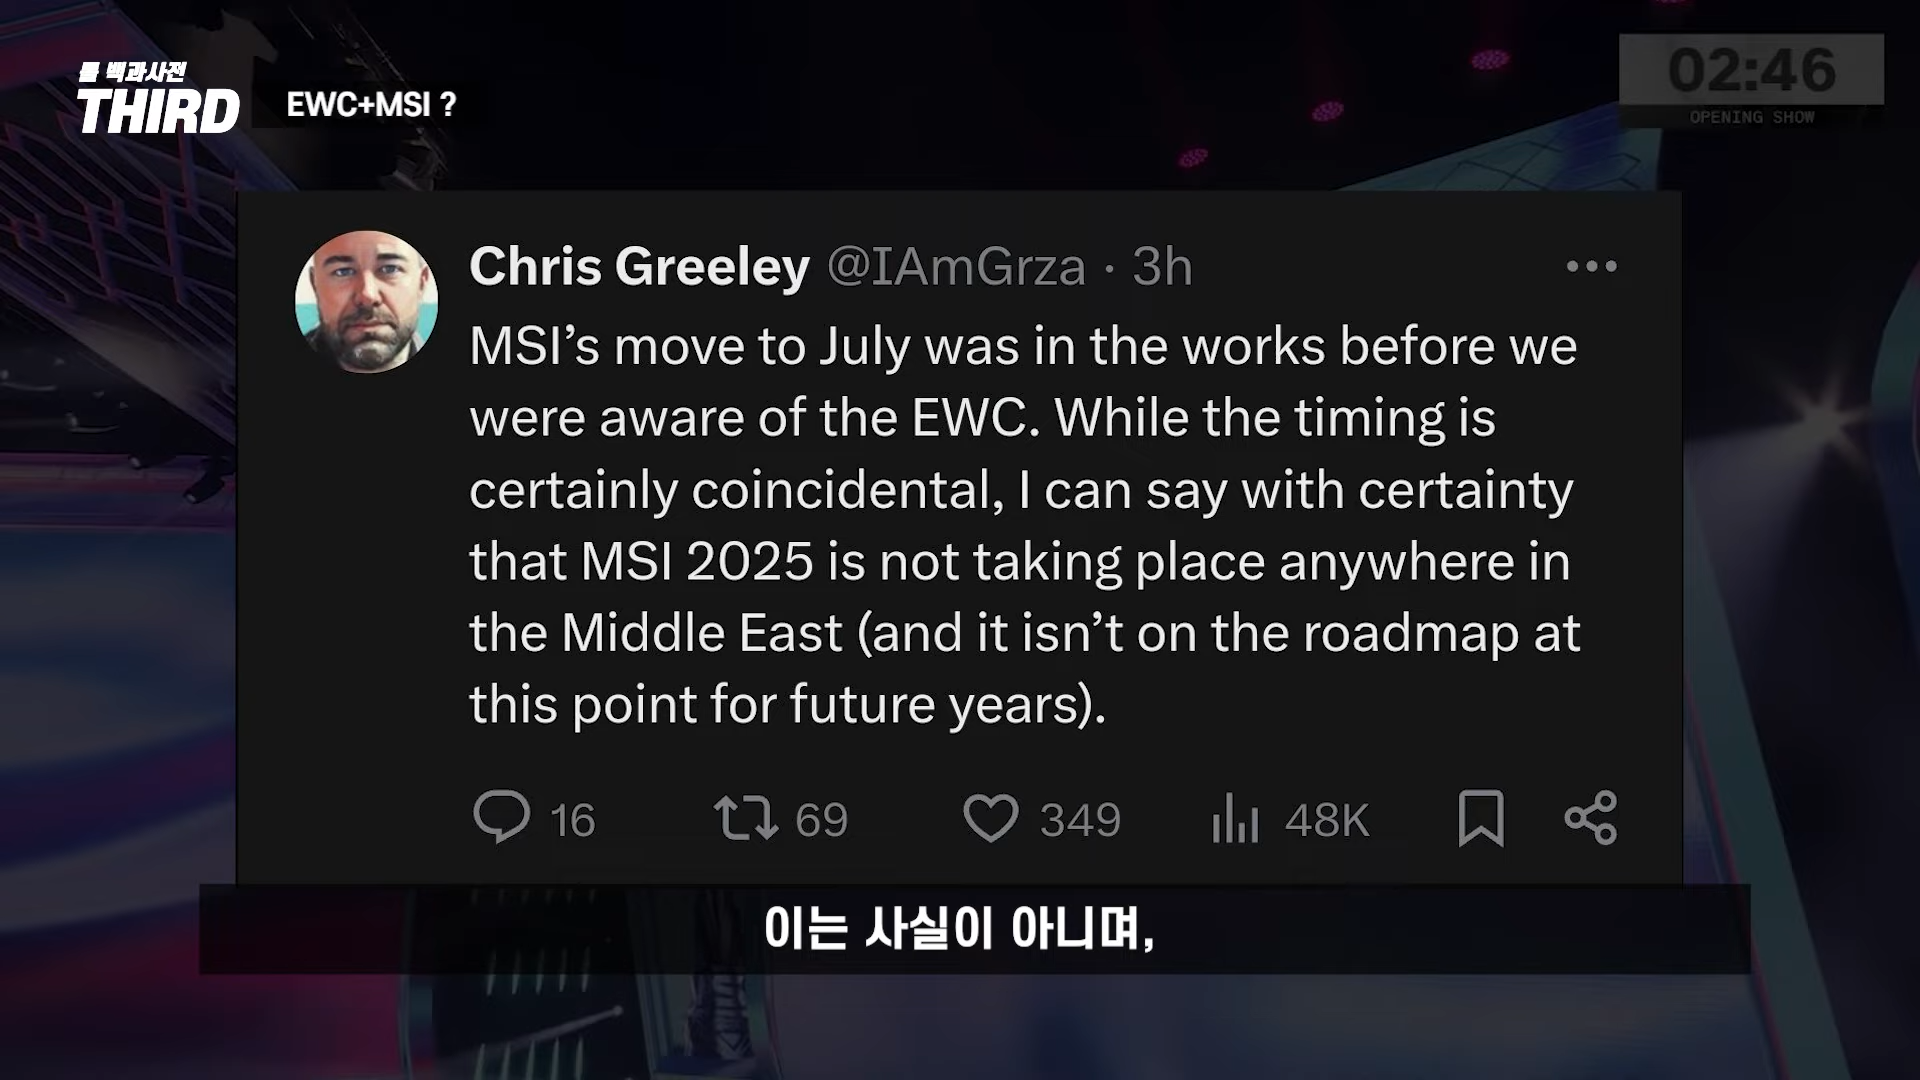 롤 백과사전
THIRD
EWC+MSI ?
02:46
OPENING SHOW
Chris Greeley @IAmGrza · 3h
MSI’s move to July was in the works before we
were aware of the EWC. While the timing is
certainly coincidental, I can say with certainty
that MSI 2025 is not taking place anywhere in
the Middle East (and it isn’t on the roadmap at
this point for future years).
16 69 349 48K
이는 사실이 아니며,